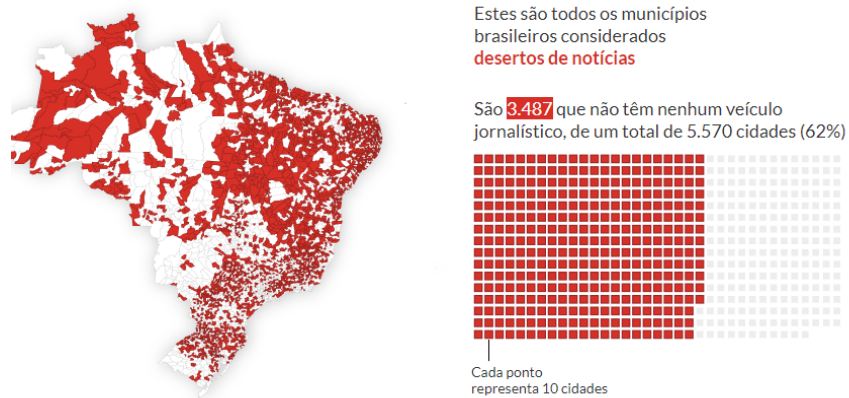 Estes são todos os municípios
brasileiros considerados
desertos de notícias
São 3.487 que não têm nenhum veículo
jornalístico, de um total de 5.570 cidades (62%)
Cada ponto
representa 10 cidades